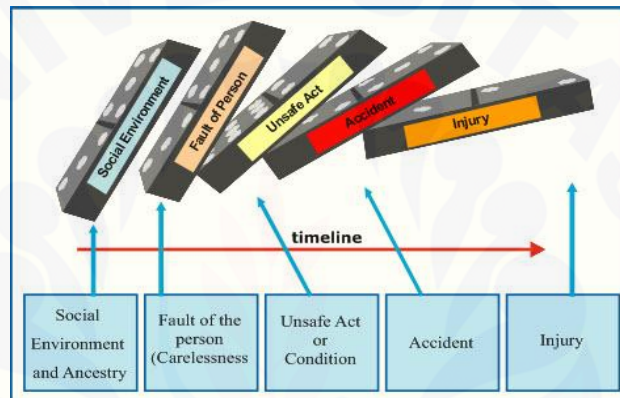 Social Environment
Fault of Person
Unsafe Act
Accident
Injury
timeline
Social
Environment
and Ancestry
Fault of the
person
(Carelessness
Unsafe Act
or
Condition
Accident
Injury